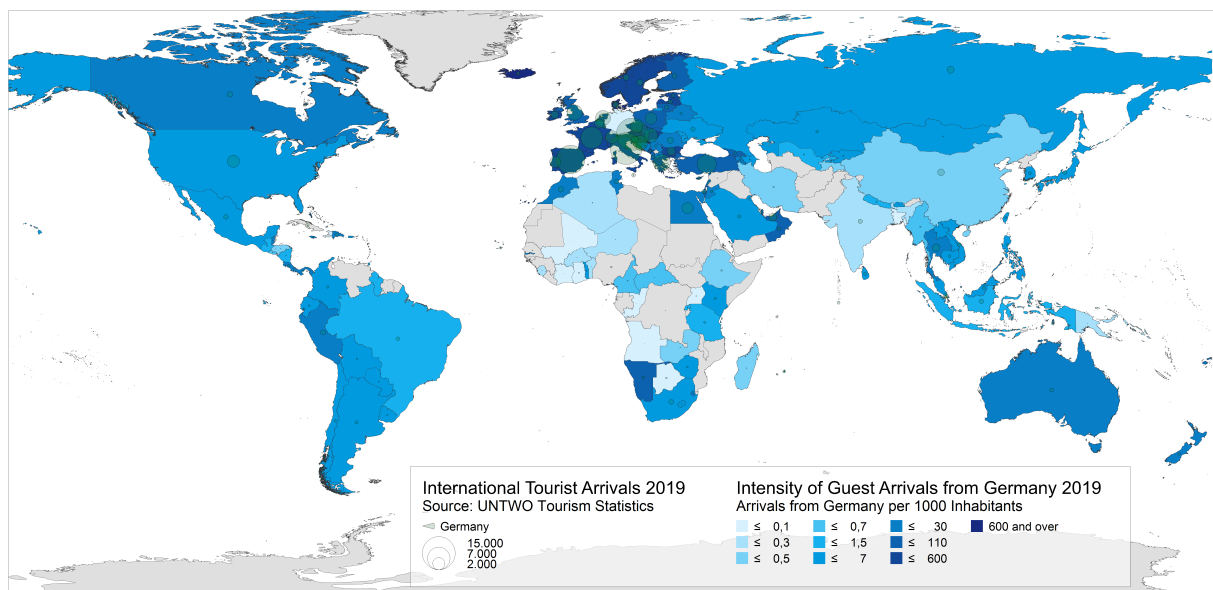 International Tourist Arrivals 2019
Source: UNTWO Tourism Statistics
Germany
15.000
7.000
2.000
Intensity of Guest Arrivals from Germany 2019
Arrivals from Germany per 1000 Inhabitants
≤ 0,1
≤ 0,3
≤ 0,5
≤ 0,7
≤ 1,5
≤ 7
≤ 30
≤ 110
≤ 600
600 and over